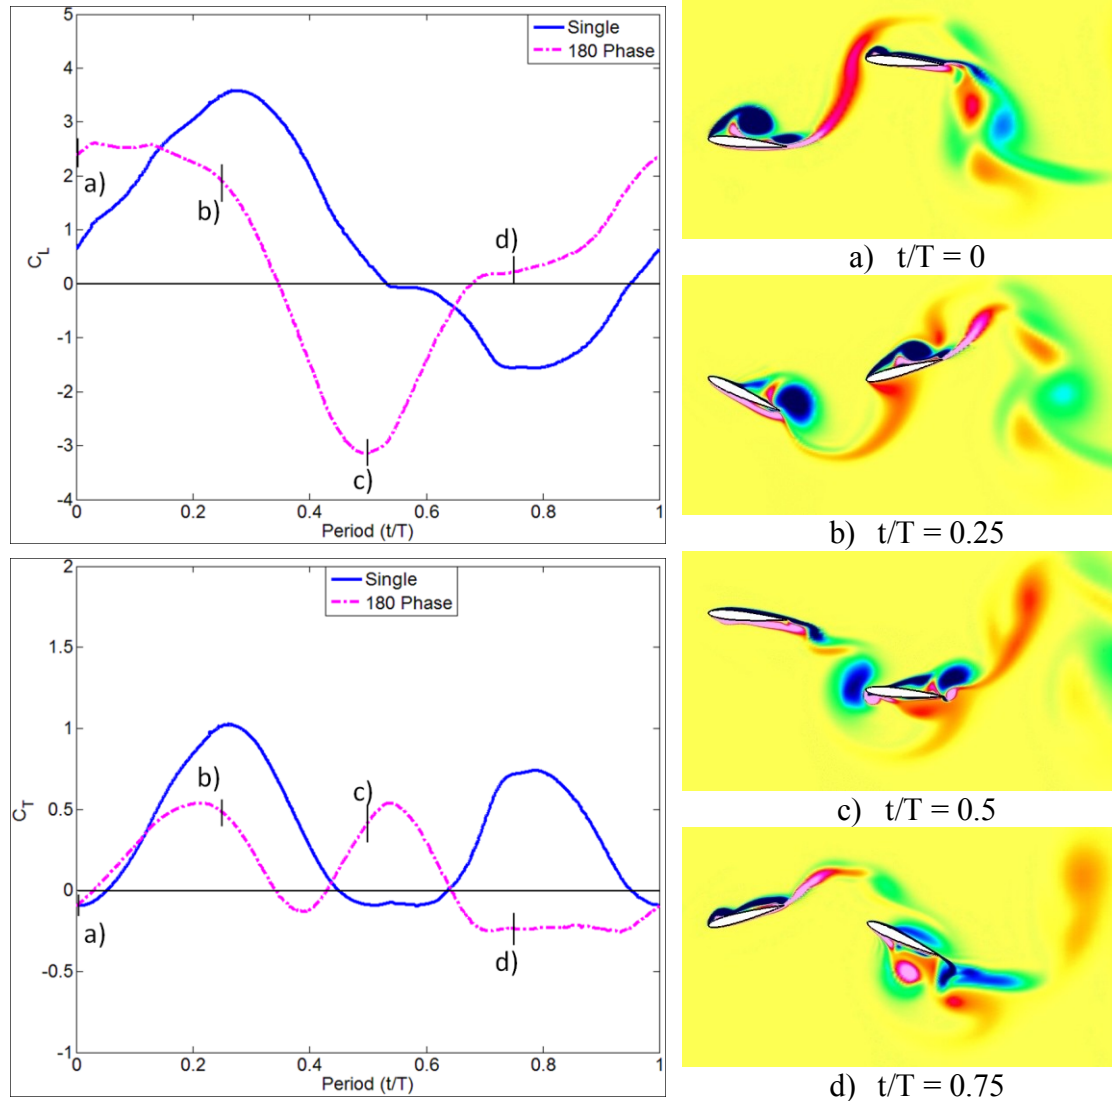 5
4
3
2
1
0
-1
-2
-3
-4
C_L
Single
180 Phase
a)
b)
c)
d)
0 0.2 0.4 0.6 0.8 1
Period (t/T)
2
1.5
1
0.5
0
-0.5
-1
C_T
Single
180 Phase
a)
b)
c)
d)
0 0.2 0.4 0.6 0.8 1
Period (t/T)
a) t/T = 0
b) t/T = 0.25
c) t/T = 0.5
d) t/T = 0.75